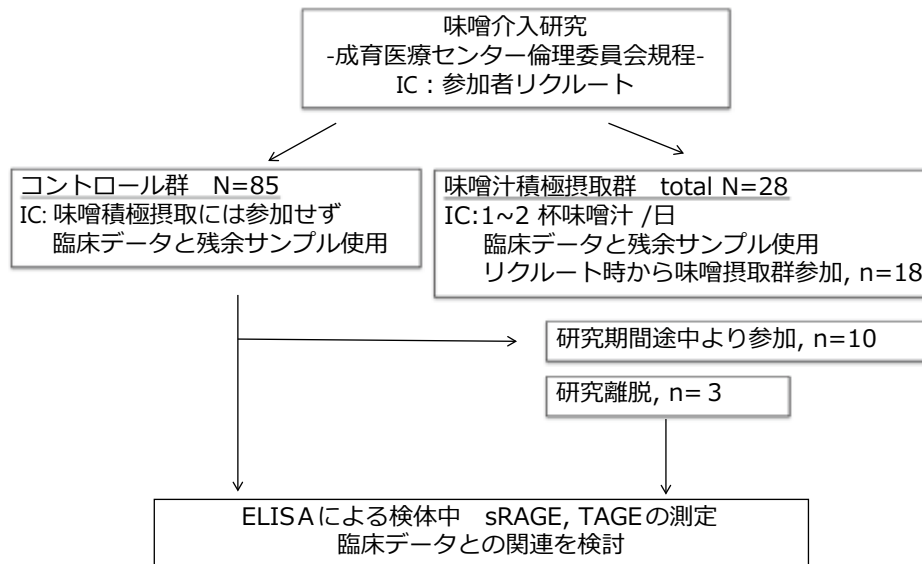 味噌介入研究
-成育医療センター倫理委員会規程-
IC：参加者リクルート
コントロール群　N=85
IC: 味噌積極摂取には参加せず
臨床データと残余サンプル使用
味噌汁積極摂取群　total N=28
IC:1~2 杯味噌汁 /日
臨床データと残余サンプル使用
リクルート時から味噌摂取群参加, n=18
研究期間途中より参加, n=10
研究離脱, n= 3
ELISAによる検体中　sRAGE, TAGEの測定
臨床データとの関連を検討